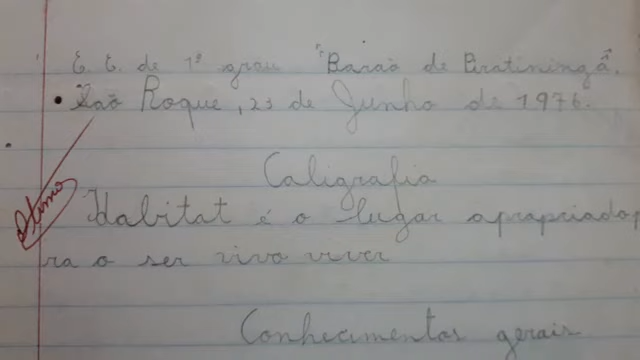 E. E. de 1º grau "Barão de Piratininga".
São Roque, 23 de Junho de 1976.
Caligrafia
Ótimo
Habitat é o lugar apropriado p
ra o ser vivo viver
Conhecimentos gerais